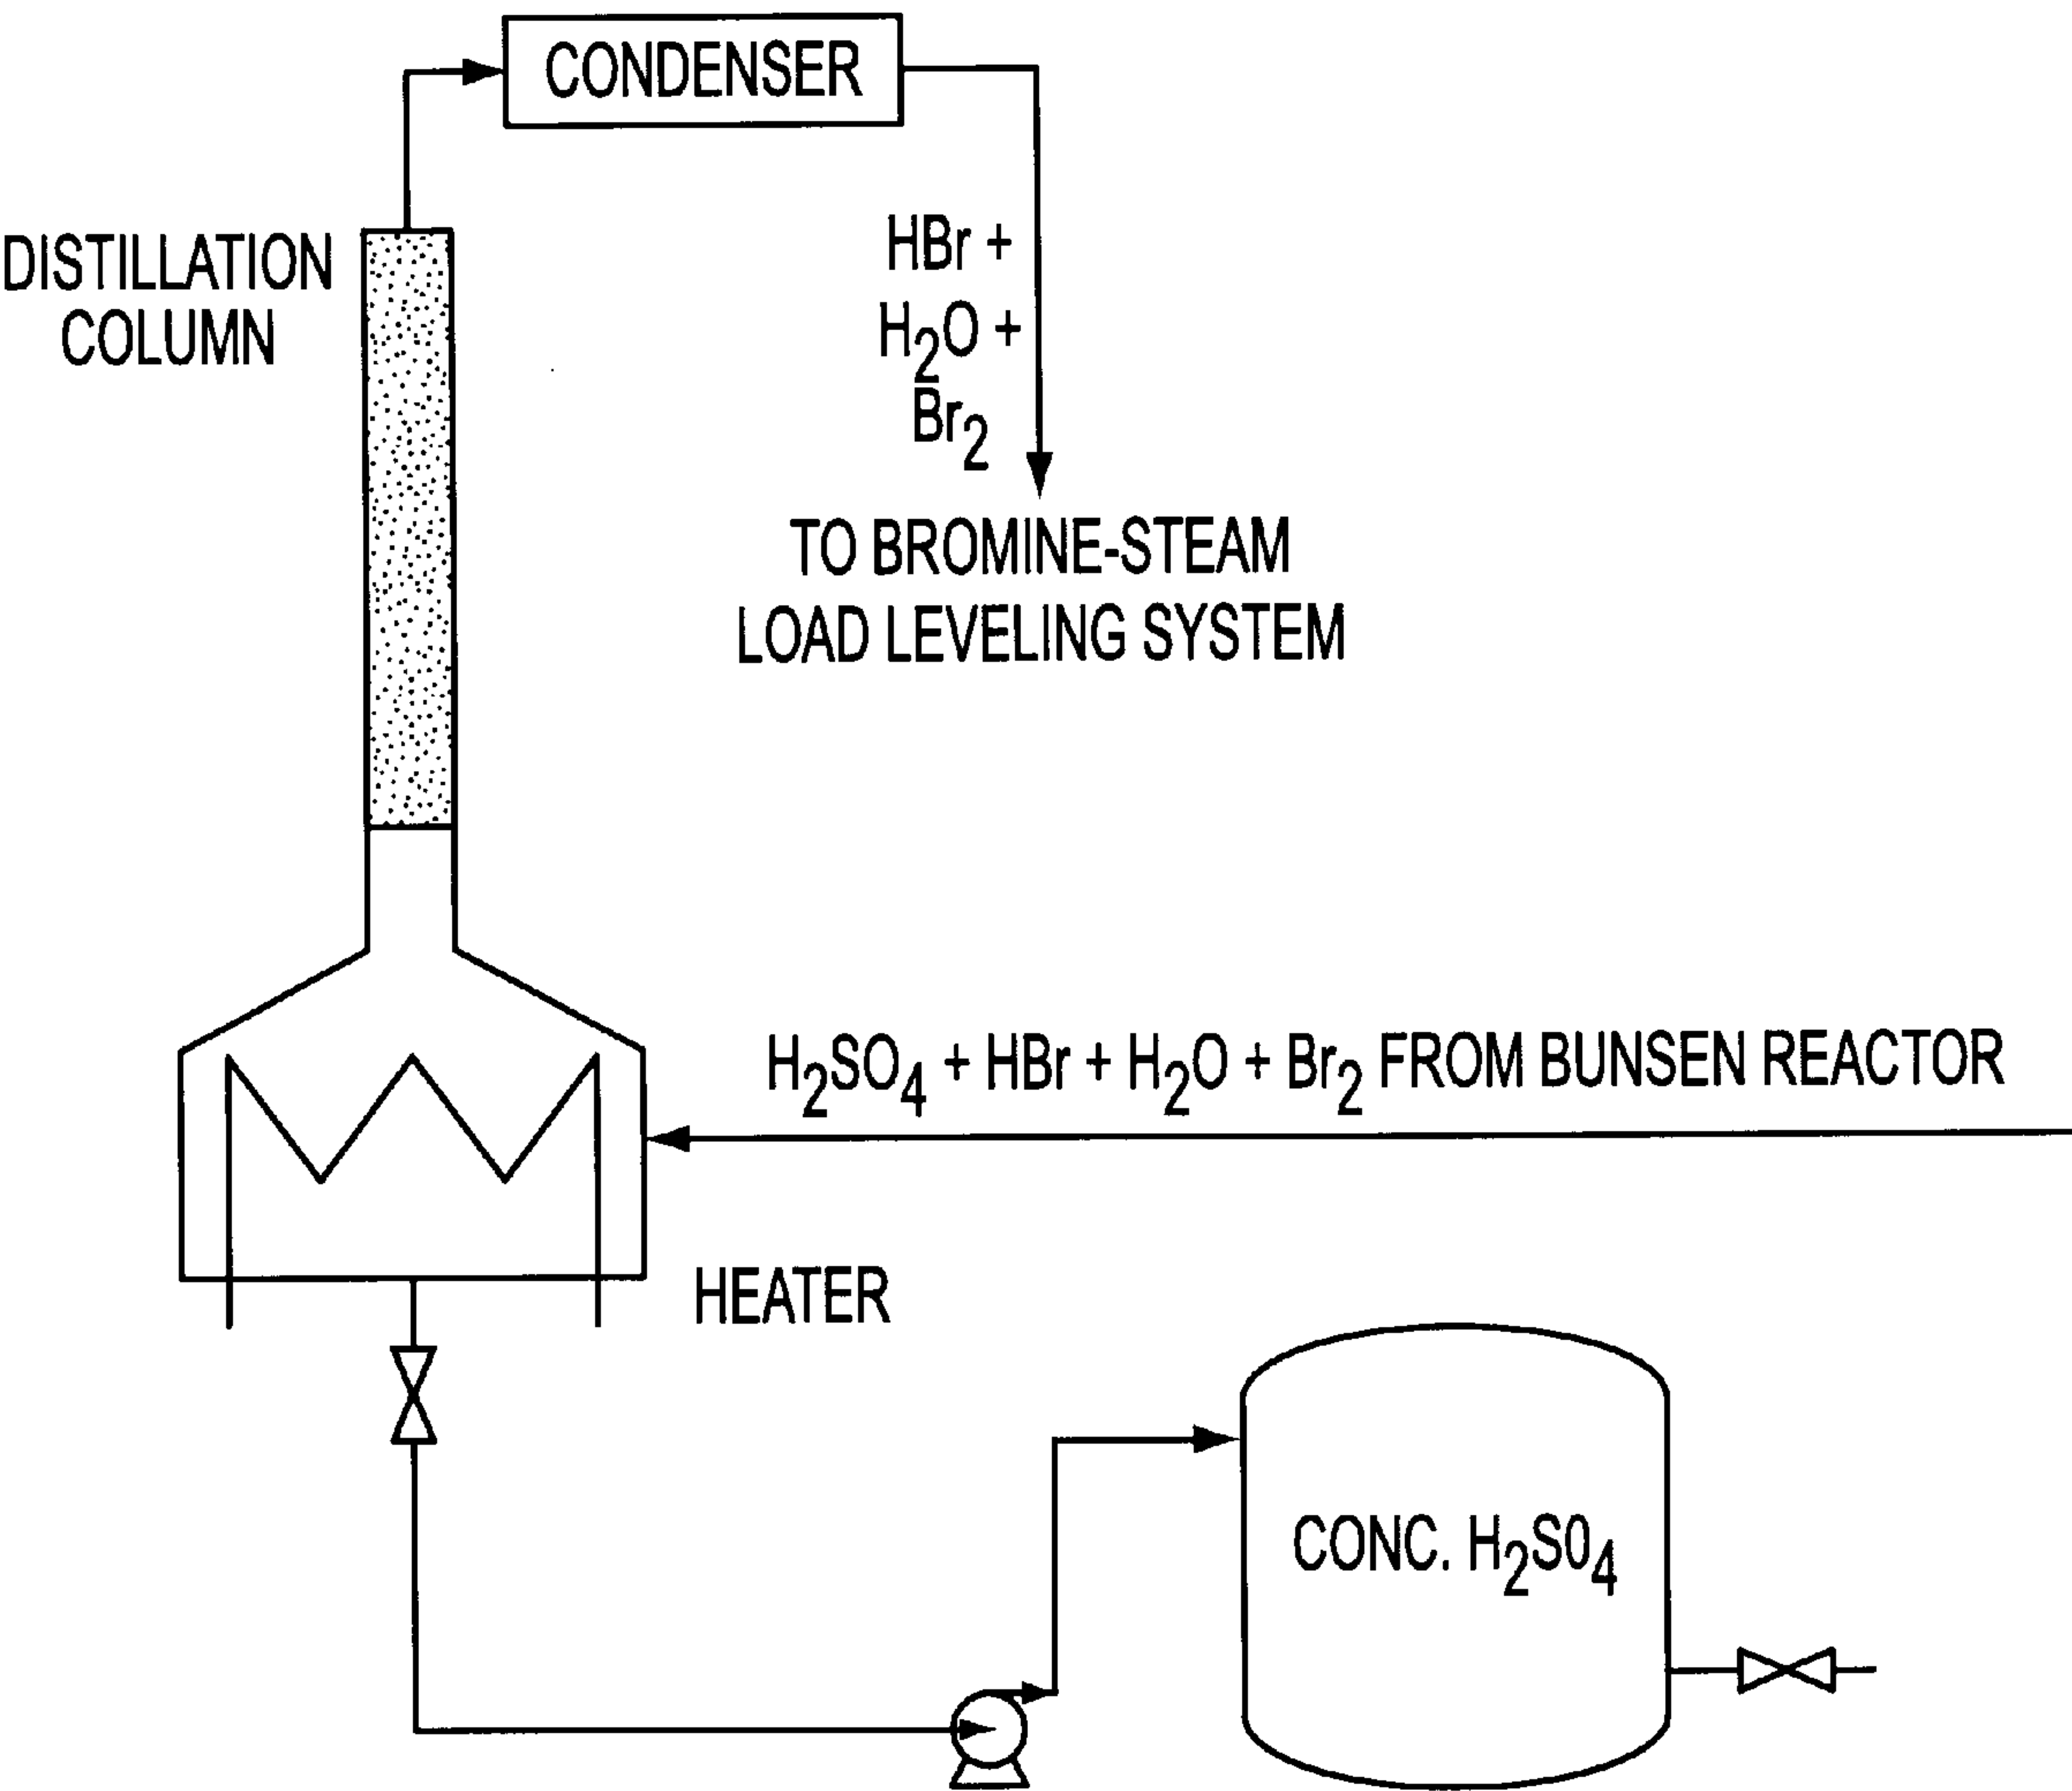 CONDENSER
DISTILLATION
COLUMN
HBr +
H₂O +
Br₂
TO BROMINE-STEAM
LOAD LEVELING SYSTEM
H₂SO₄ + HBr + H₂O + Br₂ FROM BUNSEN REACTOR
HEATER
CONC. H₂SO₄